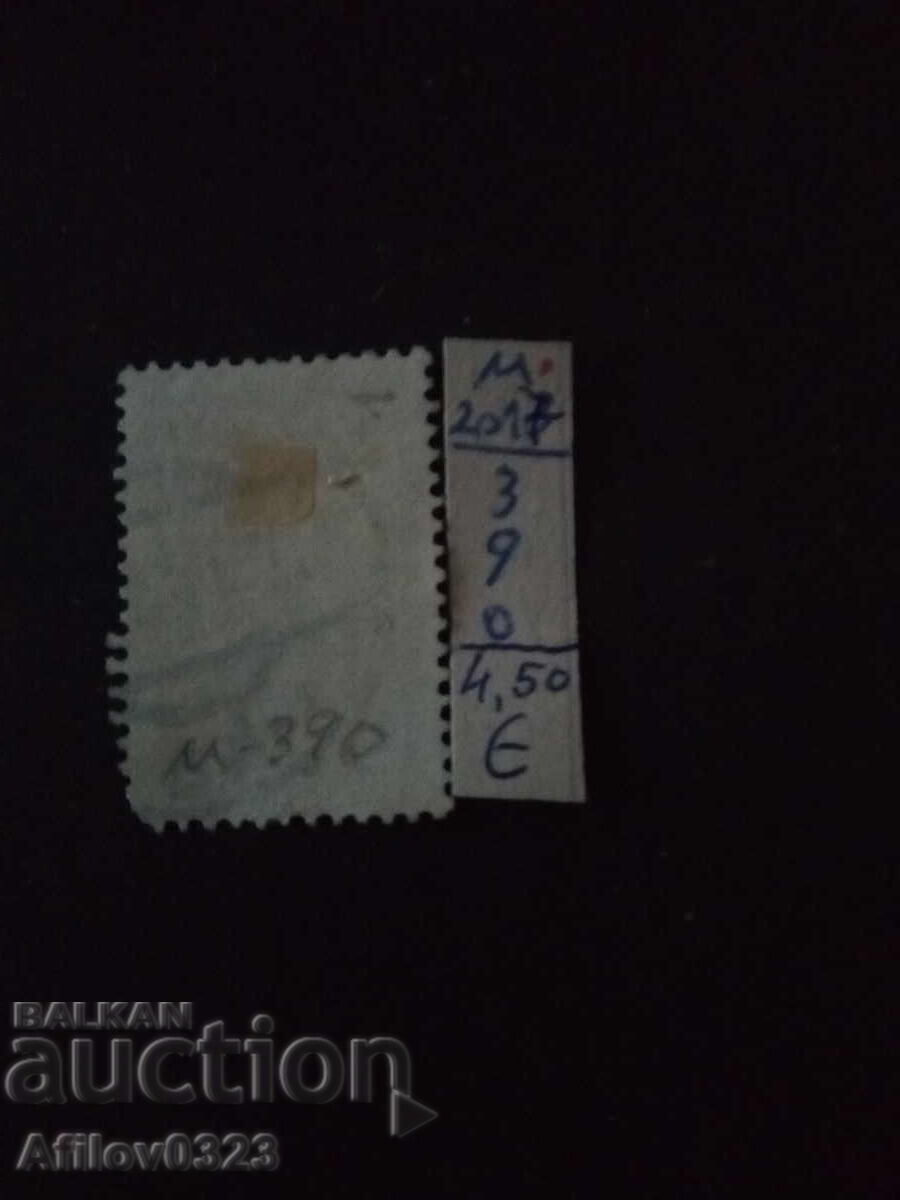 м.
2017
3
9
0
4,50
€
м-390
BALKAN
auction
Afilov0323